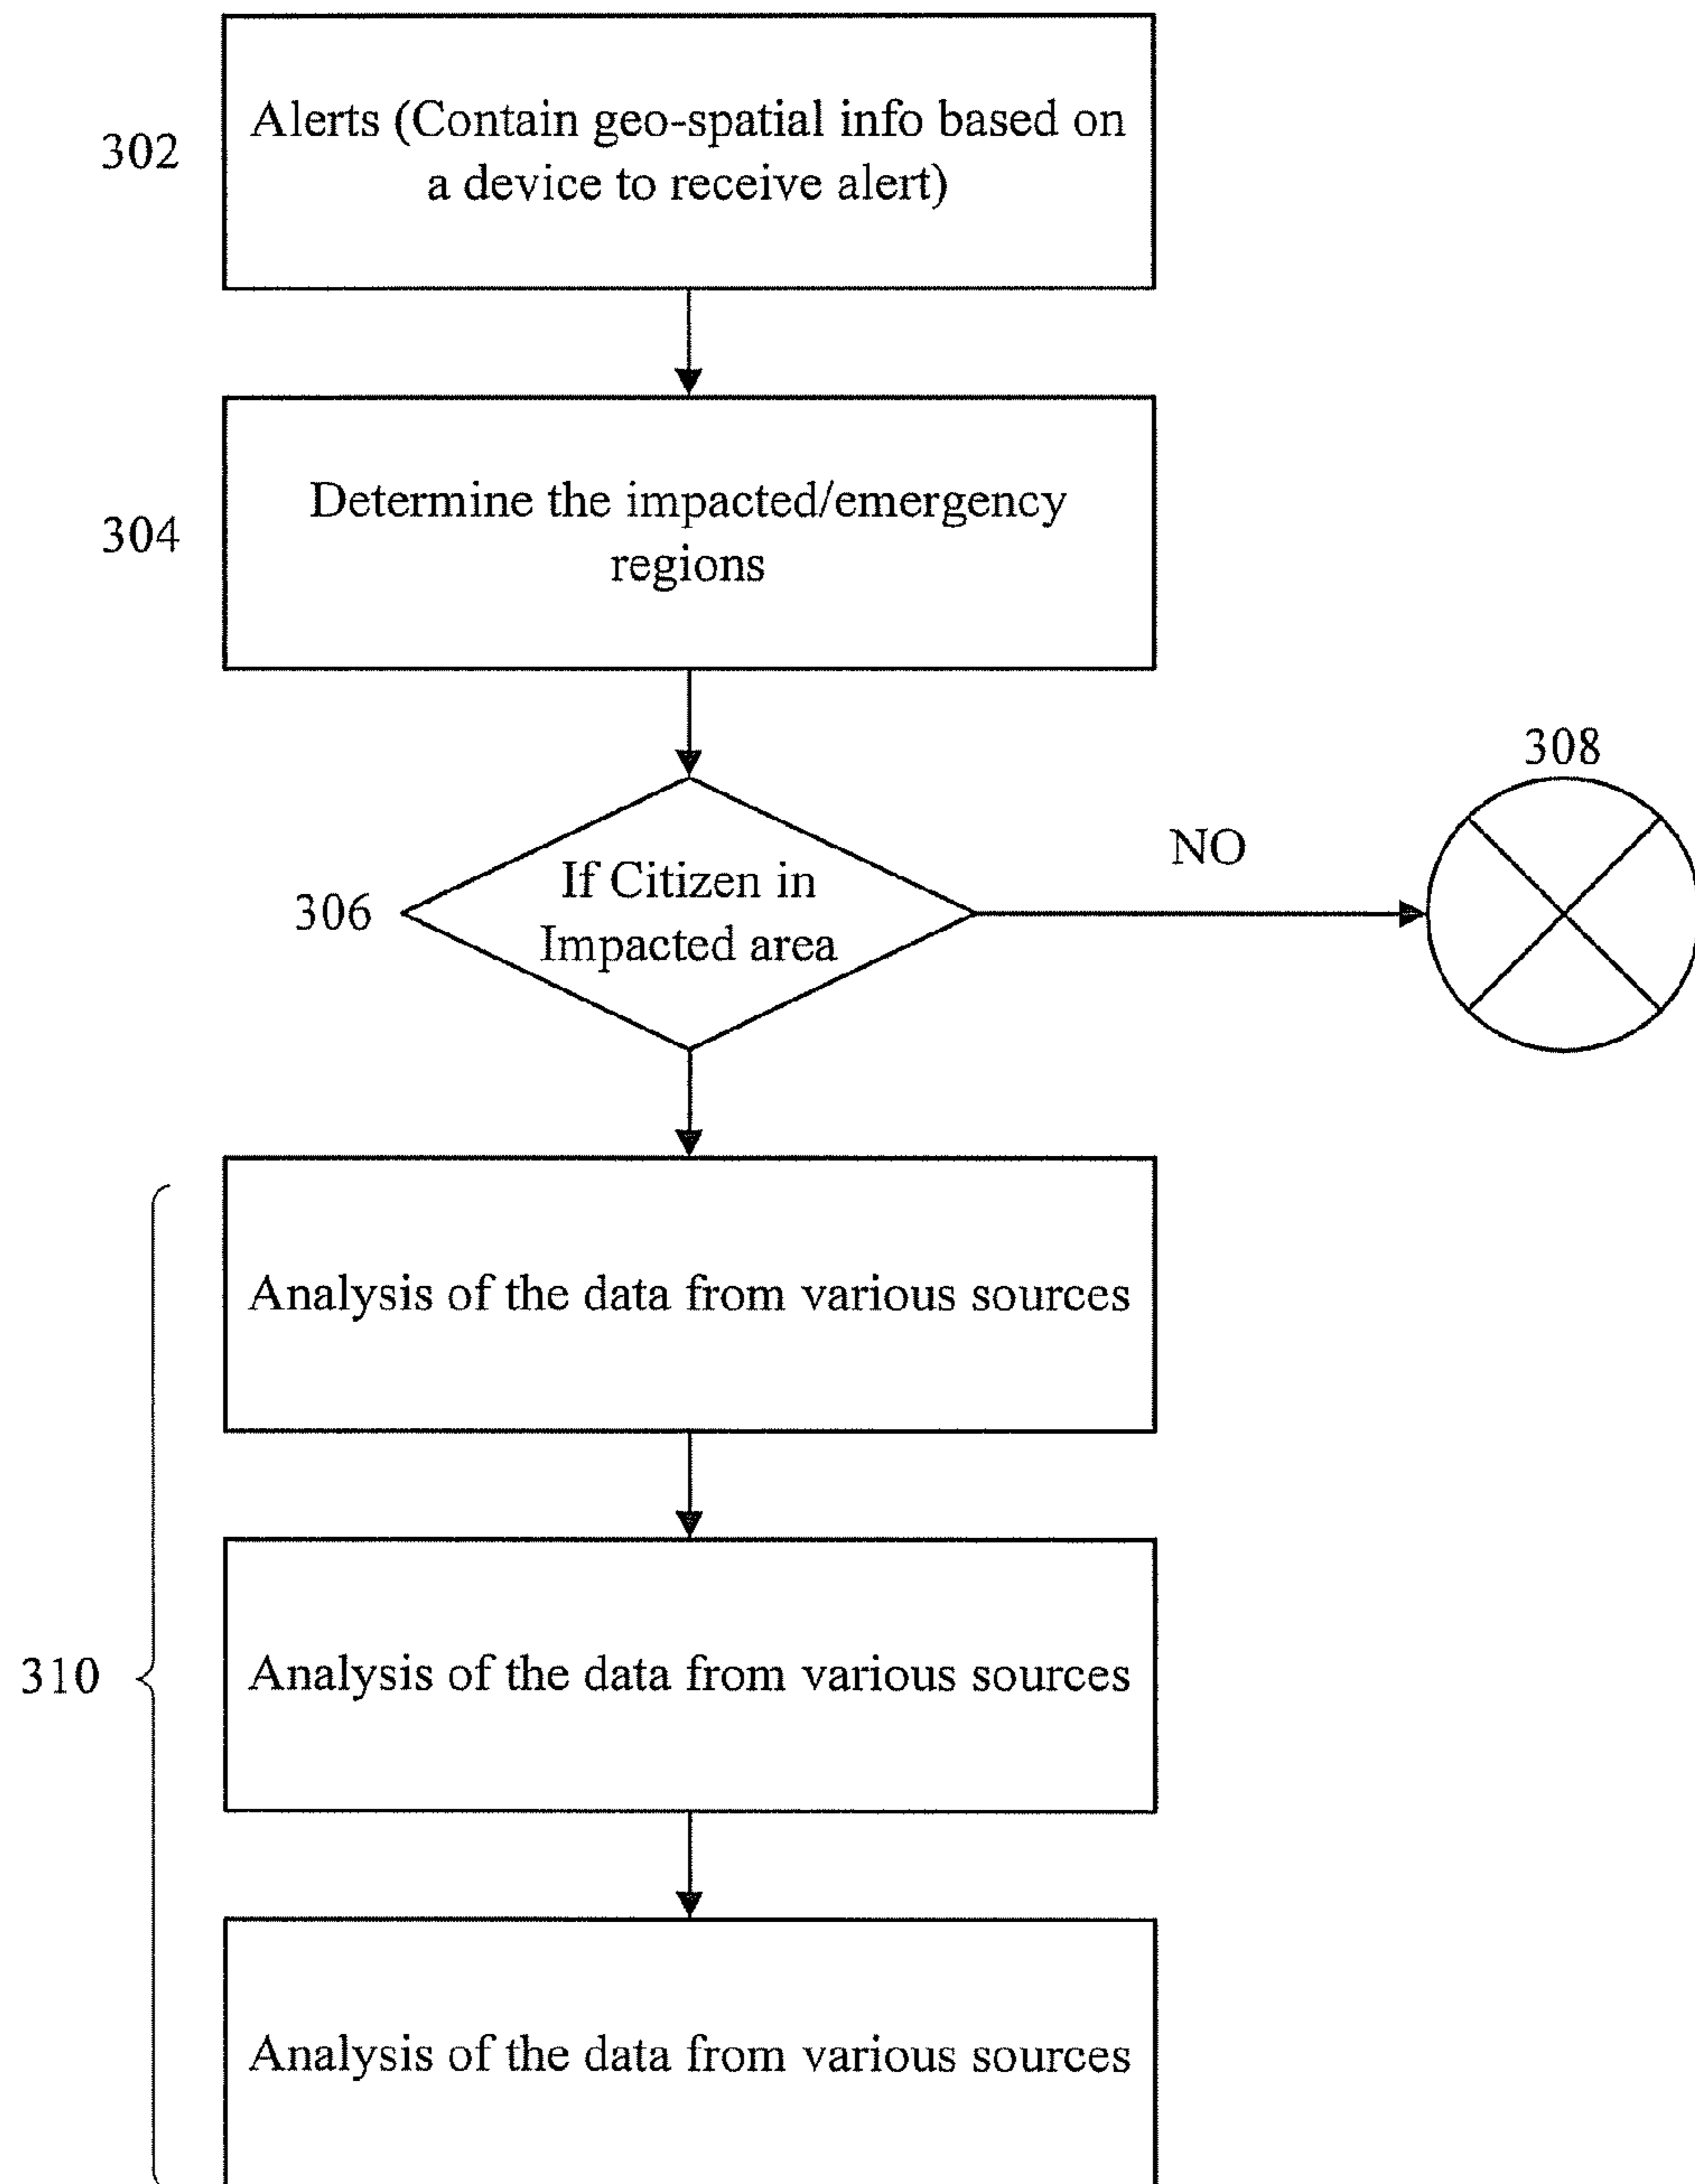 302
Alerts (Contain geo-spatial info based on
a device to receive alert)
304
Determine the impacted/emergency
regions
308
NO
306
If Citizen in
Impacted area
Analysis of the data from various sources
310
Analysis of the data from various sources
Analysis of the data from various sources